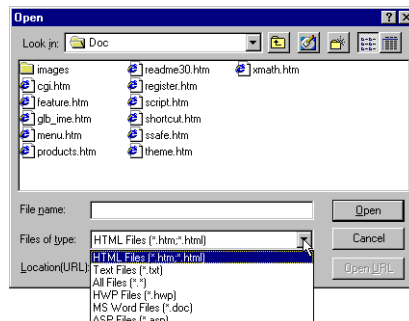 Open
Look in: Doc
images readme30.htm xmath.htm
cgi.htm register.htm
feature.htm script.htm
glb_ime.htm shortcut.htm
menu.htm ssafe.htm
products.htm theme.htm
File name: Open
Files of type: HTML Files (*.htm;*.html) Cancel
HTML Files (*.htm;*.html)
Location(URL): Open URL
Text Files (*.txt)
All Files (*.*)
HWP Files (*.hwp)
MS Word Files (*.doc)
ASP Files (*.asp)